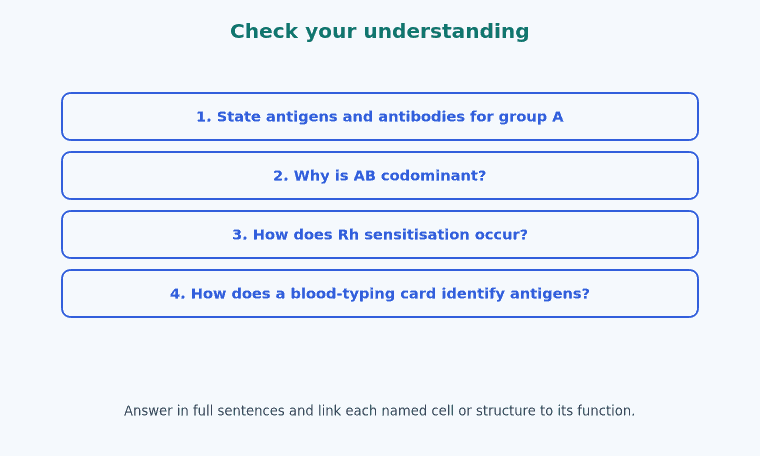 Check your understanding
1. State antigens and antibodies for group A
2. Why is AB codominant?
3. How does Rh sensitisation occur?
4. How does a blood-typing card identify antigens?
Answer in full sentences and link each named cell or structure to its function.